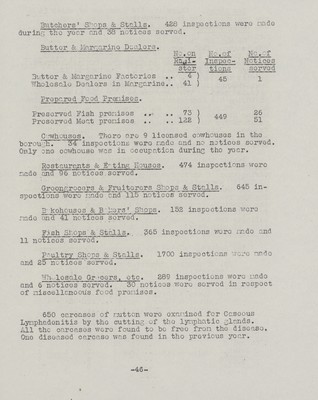 Butchers' Shops & Stalls. 428 inspections were made
during the year and 38 notices served.
Butter & Margarine Dealers.
No.on No.of No.of
Regi- Inspec- Notices
ster tions served
Butter & Margarine Factories .. 4)
45 1
Wholesale Dealers in Margarine.. 41)
Prepared Food Premises.
Preserved Fish premises .. .. 73) 26
449
Preserved Meat premises .. .. 122) 51
Cowhouses. There are 9 licensed cowhouses in the
borough. 34 inspections were made and no notices served.
Only one cowhouse was in occupation during the year.
Restaurants & Eating Houses. 474 inspections were
made and 96 notices served.
Greengrocers & Fruiterers Shops & Stalls. 645 in-
spections were made and 115 notices served.
Bakehouses & Bakers' Shops. 152 inspections were
made and 41 notices served.
Fish Shops & Stalls. 365 inspections were made and
11 notices served.
Poultry Shops & Stalls. 1700 inspections were made
and 25 notices served.
Wholesale Grocers, etc. 289 inspections were made
and 6 notices served. 30 notices were served in respect
of miscellaneous food premises.
650 carcases of mutton were examined for Caseous
Lymphadenitis by the cutting of the lymphatic glands.
All the carcases were found to be free from the disease.
One diseased carcase was found in the previous year.
-46-